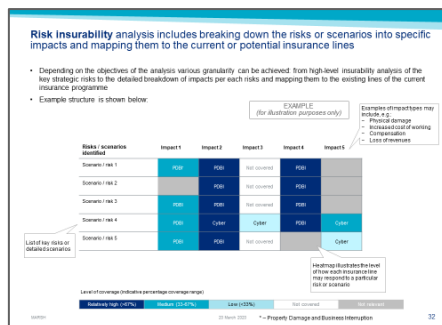 Risk insurability analysis includes breaking down the risks or scenarios into specific
impacts and mapping them to the current or potential insurance lines
• Depending on the objectives of the analysis various granularity can be achieved: from high-level insurability analysis of the
key strategic risks to the detailed breakdown of impacts per each risks and mapping them to the existing lines of the current
insurance programme
• Example structure is shown below:
EXAMPLE
(for illustration purposes only)
Examples of impact types may
include, e.g.:
− Physical damage
− Increased cost of working
− Compensation
− Loss of revenues
Risks / scenarios
identified
Impact 1 Impact 2 Impact 3 Impact 4 Impact 5
Scenario / risk 1 PDBI PDBI Not covered PDBI
Scenario / risk 2 PDBI Not covered PDBI
Scenario / risk 3 PDBI PDBI Not covered PDBI
Scenario / risk 4 PDBI Cyber Cyber PDBI Cyber
Scenario / risk 5 PDBI PDBI Not covered Cyber
List of key risks or
detailed scenarios
Heatmap illustrates the level
of how each insurance line
may respond to a particular
risk or scenario
Level of coverage (indicative percentage coverage range)
Relatively high (>67%) Medium (33-67%) Low (<33%) Not covered Not relevant
MARSH 20 March 2020 * – Property Damage and Business Interruption 32